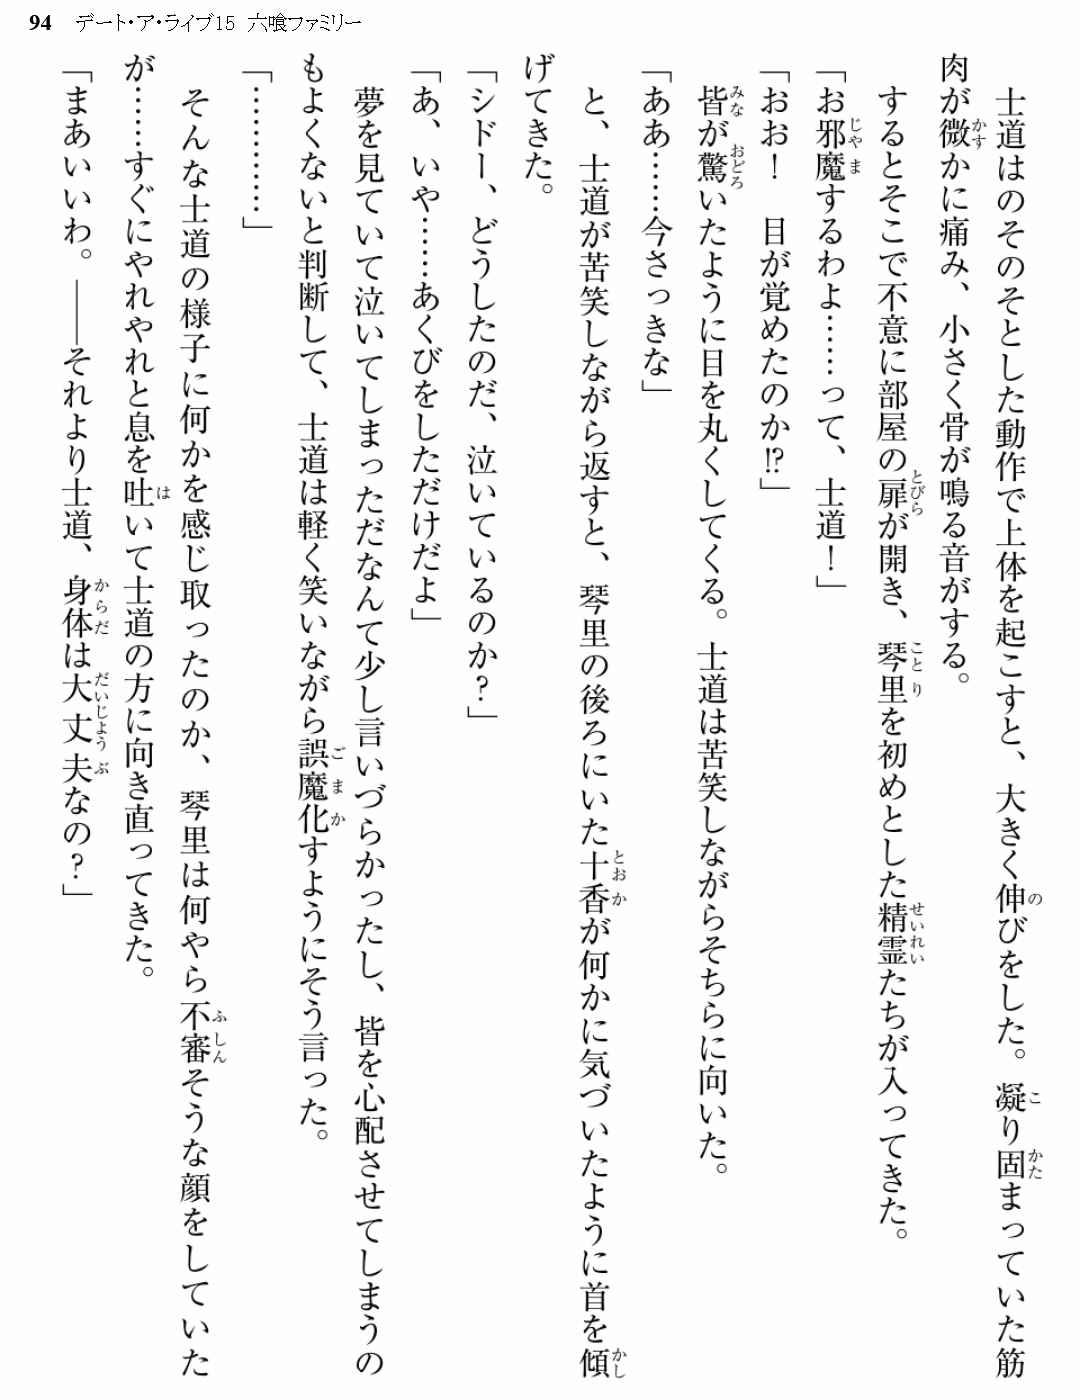 94 デート・ア・ライブ15 六喰ファミリー
士道はのそのそとした動作で上体を起こすと、大きく伸びをした。凝り固まっていた筋
肉が微かに痛み、小さく骨が鳴る音がする。
するとそこで不意に部屋の扉が開き、琴里を初めとした精霊たちが入ってきた。
「お邪魔するわよ……って、士道！」
「おお！　目が覚めたのか!?」
皆が驚いたように目を丸くしてくる。士道は苦笑しながらそちらに向いた。
「ああ……今さっきな」
と、士道が苦笑しながら返すと、琴里の後ろにいた十香が何かに気づいたように首を傾
げてきた。
「シドー、どうしたのだ、泣いているのか？」
「あ、いや……あくびをしただけだよ」
夢を見ていて泣いてしまっただなんて少し言いづらかったし、皆を心配させてしまうの
もよくないと判断して、士道は軽く笑いながら誤魔化すようにそう言った。
「…………」
そんな士道の様子に何かを感じ取ったのか、琴里は何やら不審そうな顔をしていた
が……すぐにやれやれと息を吐いて士道の方に向き直ってきた。
「まあいいわ。――それより士道、身体は大丈夫なの？」